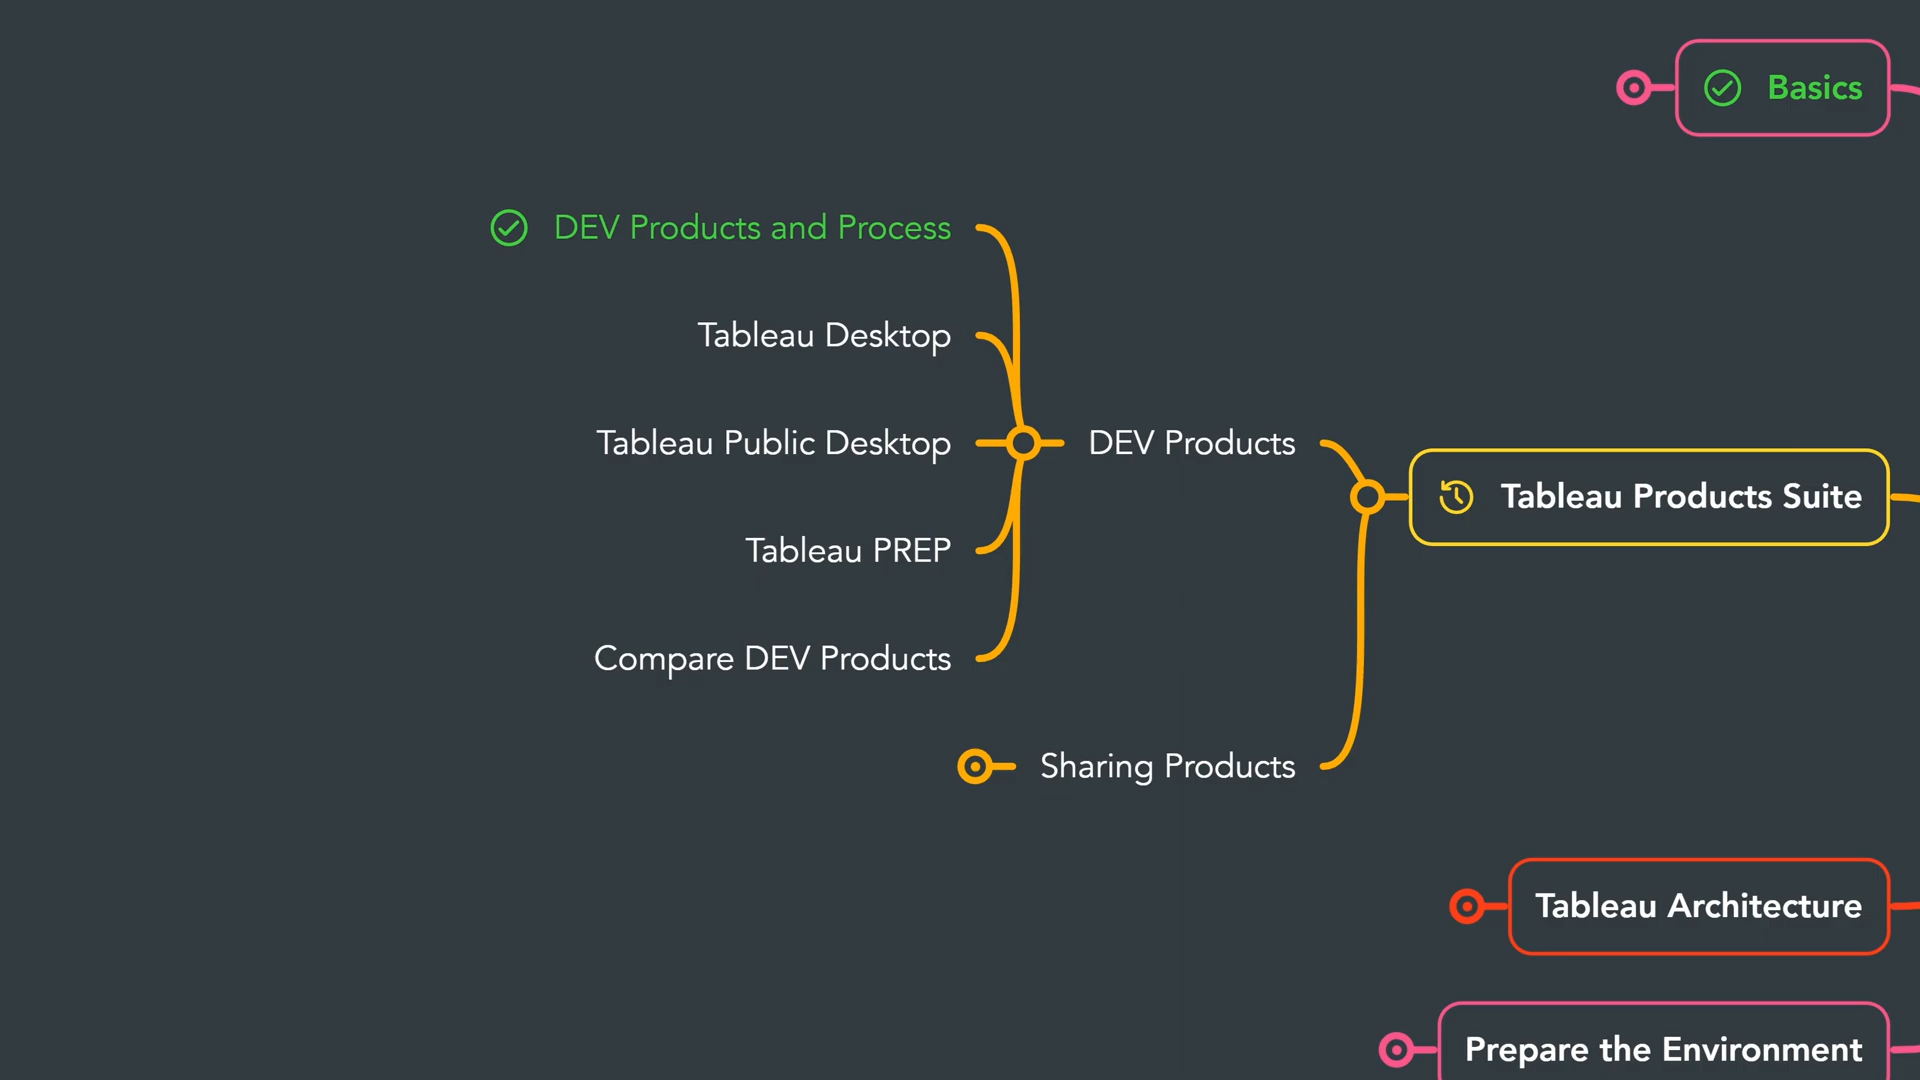 Basics
DEV Products and Process
Tableau Desktop
Tableau Public Desktop
DEV Products
Tableau Products Suite
Tableau PREP
Compare DEV Products
Sharing Products
Tableau Architecture
Prepare the Environment